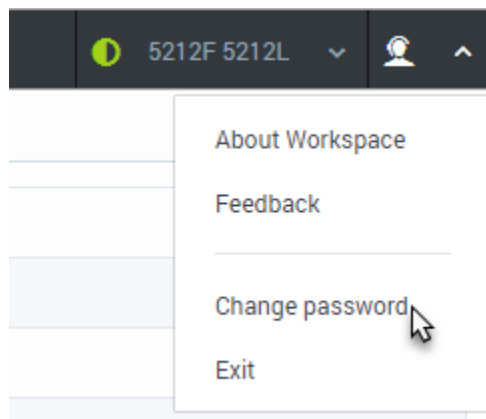 5212F 5212L
About Workspace
Feedback
Change password
Exit